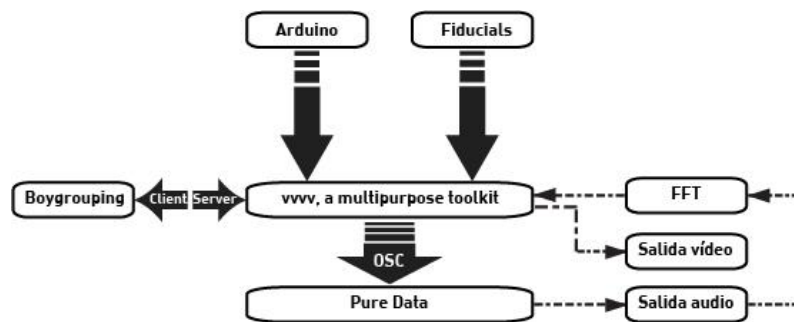 Arduino
Fiducials
Boygrouping
Client Server
vvvv, a multipurpose toolkit
FFT
Salida vídeo
OSC
Pure Data
Salida audio